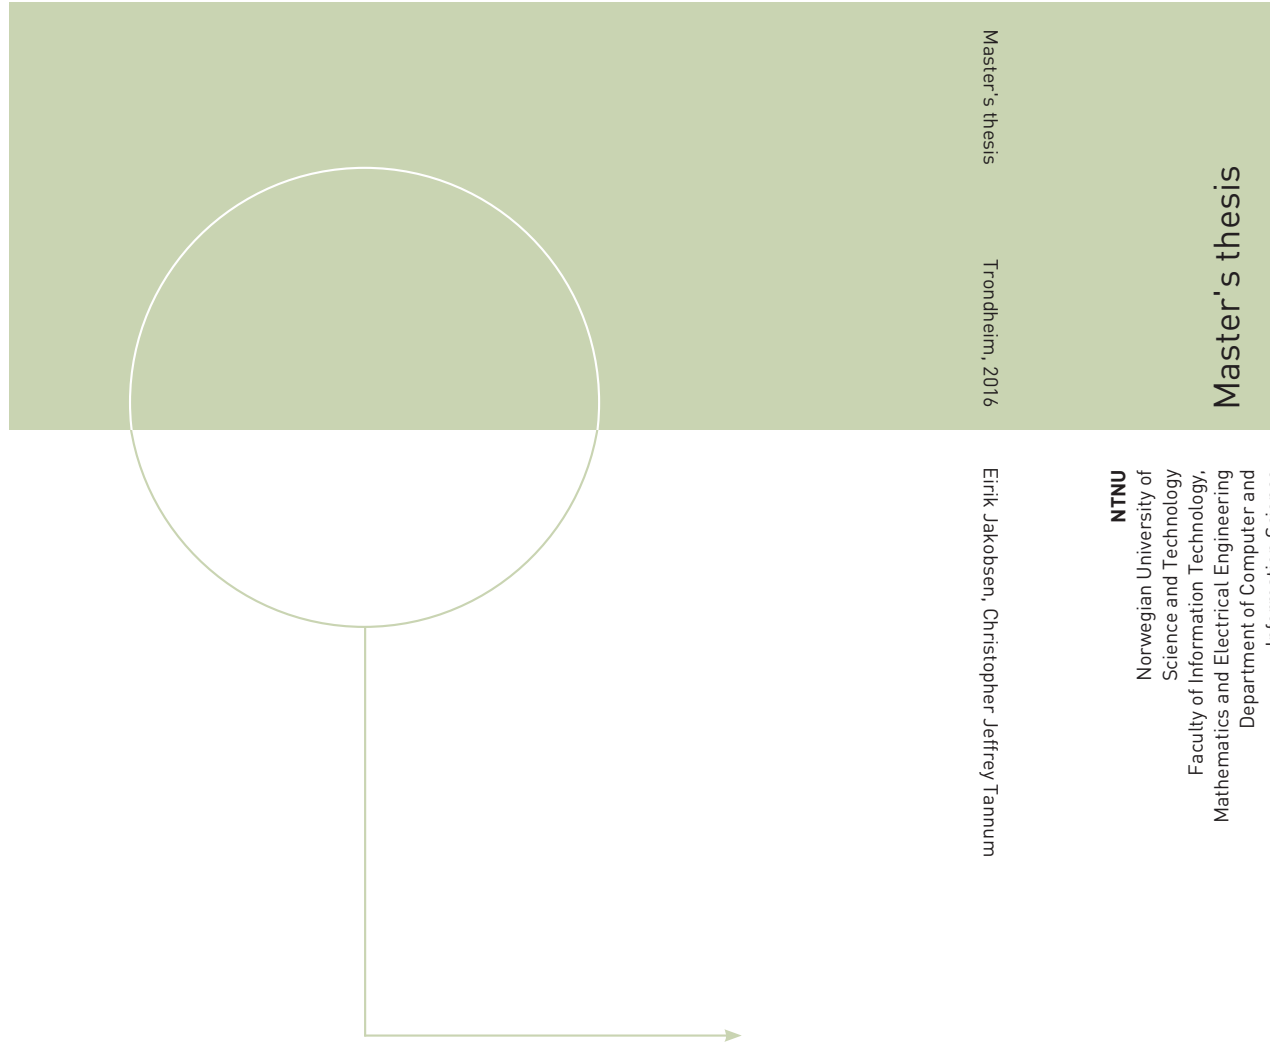 Master's thesis
Trondheim, 2016
Eirik Jakobsen, Christopher Jeffrey Tannum
Master's thesis
NTNU
Norwegian University of
Science and Technology
Faculty of Information Technology,
Mathematics and Electrical Engineering
Department of Computer and